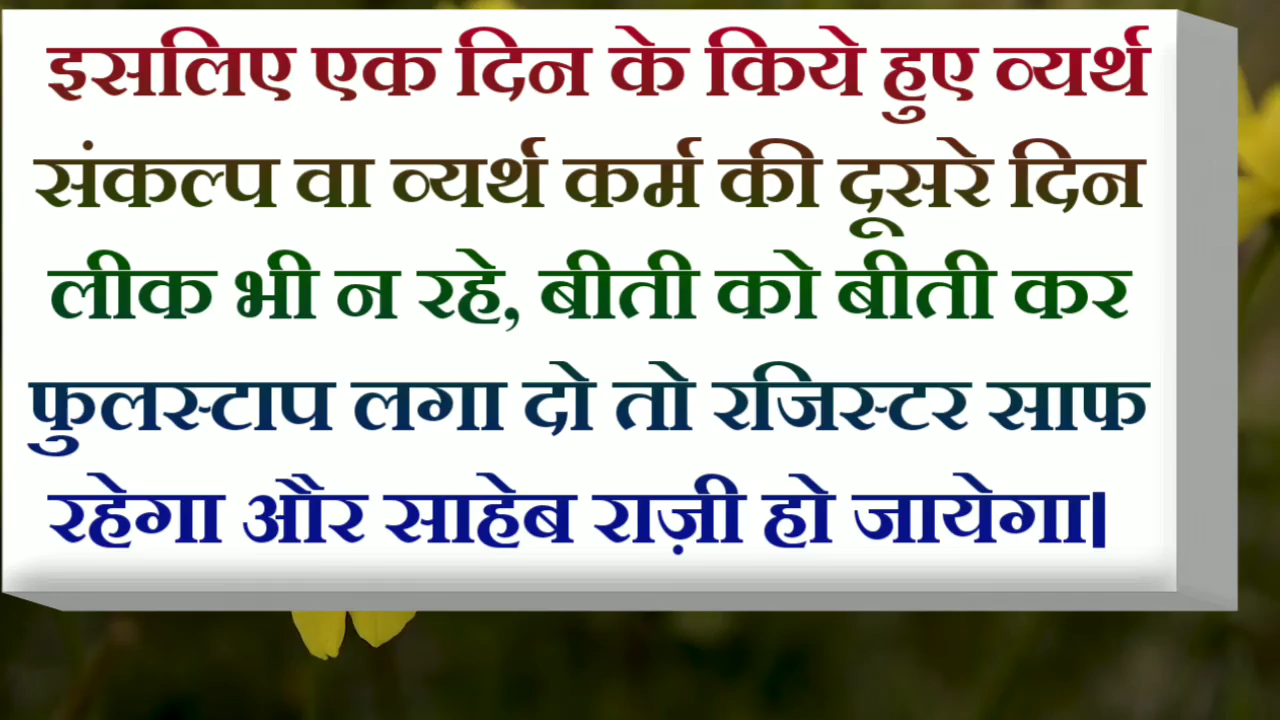 इसलिए एक दिन के किये हुए व्यर्थ
संकल्प वा व्यर्थ कर्म की दूसरे दिन
लीक भी न रहे, बीती को बीती कर
फुलस्टाप लगा दो तो रजिस्टर साफ
रहेगा और साहेब राज़ी हो जायेगा।